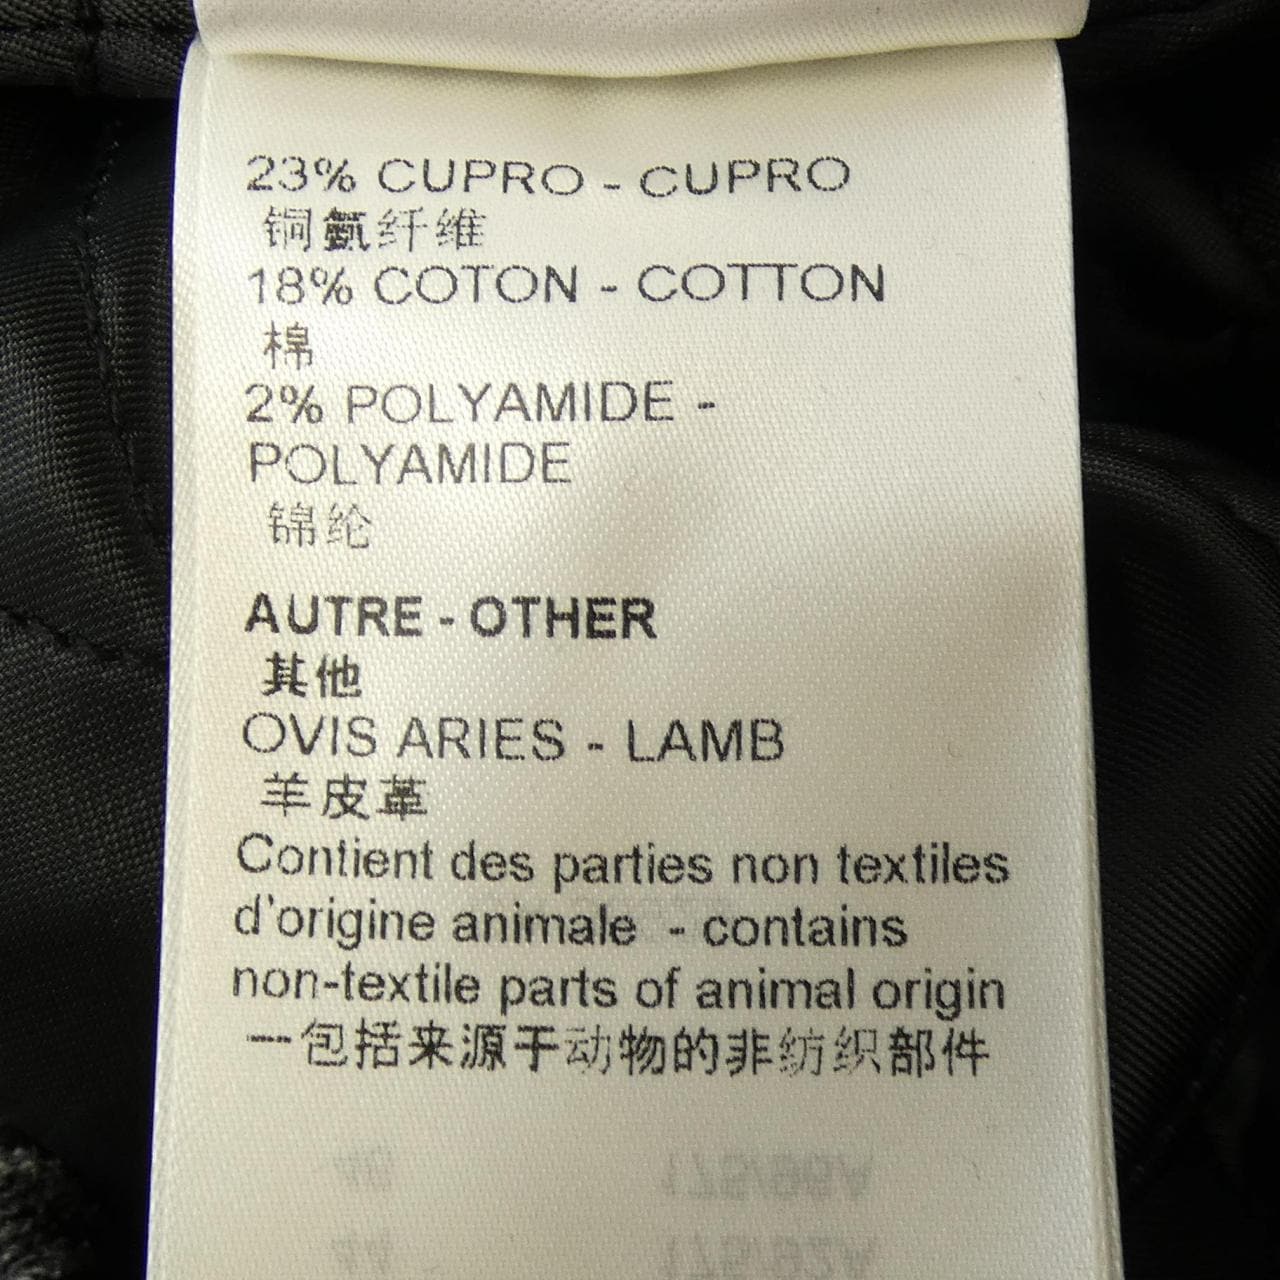 23% CUPRO - CUPRO
铜氨纤维
18% COTON - COTTON
棉
2% POLYAMIDE -
POLYAMIDE
锦纶
AUTRE - OTHER
其他
OVIS ARIES - LAMB
羊皮革
Contient des parties non textiles
d'origine animale - contains
non-textile parts of animal origin
一包括来源于动物的非纺织部件